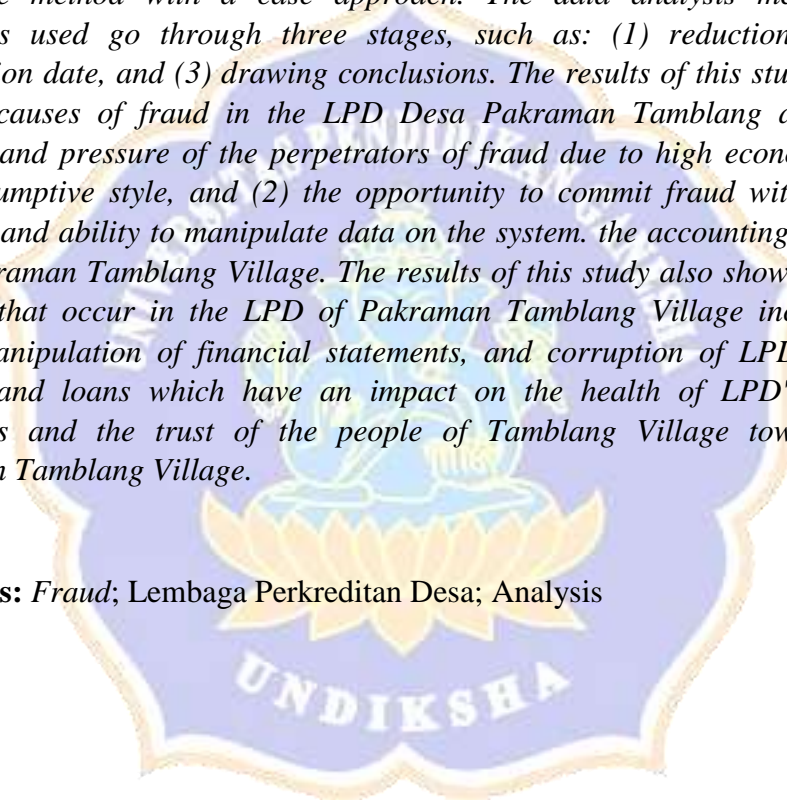 e method with a case approach. The data analysis me
s used go through three stages, such as: (1) reduction
ion date, and (3) drawing conclusions. The results of this stu
causes of fraud in the LPD Desa Pakraman Tamblang a
and pressure of the perpetrators of fraud due to high econo
umptive style, and (2) the opportunity to commit fraud wit
and ability to manipulate data on the system. the accounting
raman Tamblang Village. The results of this study also show
that occur in the LPD of Pakraman Tamblang Village inc
anipulation of financial statements, and corruption of LPD
and loans which have an impact on the health of LPD'
s and the trust of the people of Tamblang Village tow
n Tamblang Village.
s: Fraud; Lembaga Perkreditan Desa; Analysis
UNIVERSITAS PENDIDIKAN GANESHA
UNDIKSHA